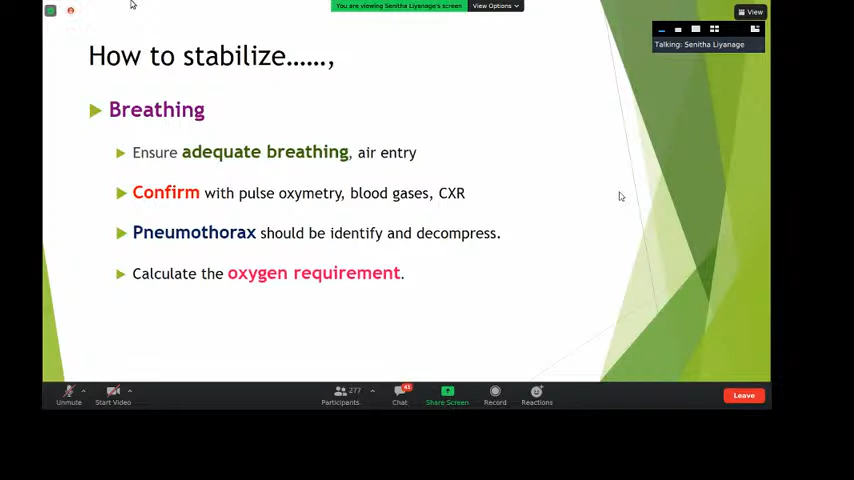 You are viewing Senitha Liyanage's screen
View Options
View
Talking: Senitha Liyanage
How to stabilize……,
Breathing
Ensure adequate breathing, air entry
Confirm with pulse oxymetry, blood gases, CXR
Pneumothorax should be identify and decompress.
Calculate the oxygen requirement.
277
41
Unmute
Start Video
Participants
Chat
Share Screen
Record
Reactions
Leave